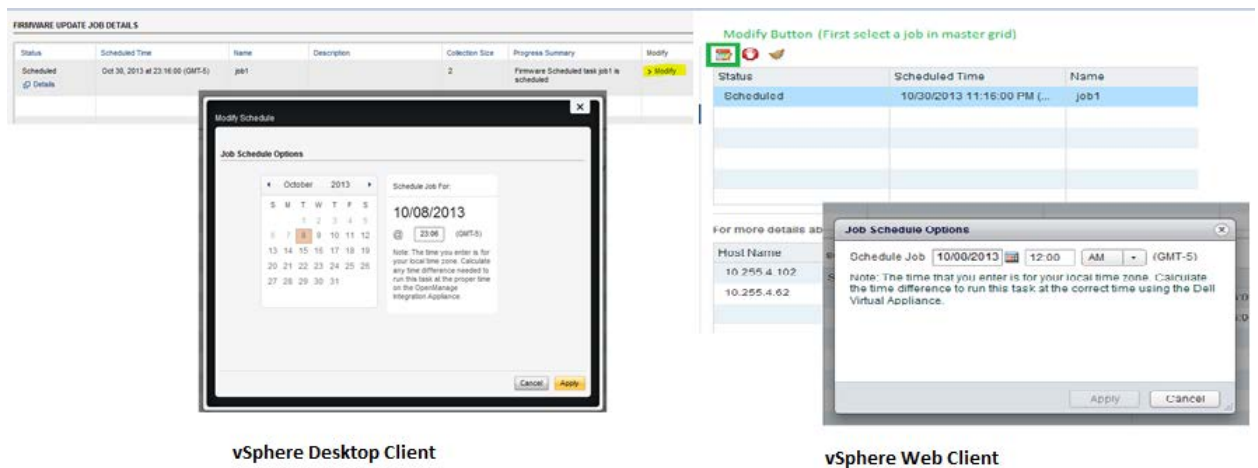 FIRMWARE UPDATE JOB DETAILS
Status Scheduled Time Name Description Collection Size Progress Summary Modify
Scheduled Oct 30, 2013 at 23:16:00 (GMT-5) job1 2 Firmware Scheduled task job1 is scheduled > Modify
Details
Modify Schedule
Job Schedule Options
October 2013
S M T W T F S
1 2 3 4 5
6 7 8 9 10 11 12
13 14 15 16 17 18 19
20 21 22 23 24 25 26
27 28 29 30 31
Schedule Job For:
10/08/2013
@ 23:06 (GMT-5)
Note: The time you enter is for
your local time zone. Calculate
any time difference needed to
run this task at the proper time
on the OpenManage
Integration Appliance.
Cancel Apply
vSphere Desktop Client
Modify Button (First select a job in master grid)
Status Scheduled Time Name
Scheduled 10/30/2013 11:16:00 PM (... job1
For more details ab
Host Name
10.255.4.102
10.255.4.62
Job Schedule Options
Schedule Job 10/08/2013 12:00 AM (GMT-5)
Note: The time that you enter is for your local time zone. Calculate
the time difference to run this task at the correct time using the Dell
Virtual Appliance.
Apply Cancel
vSphere Web Client